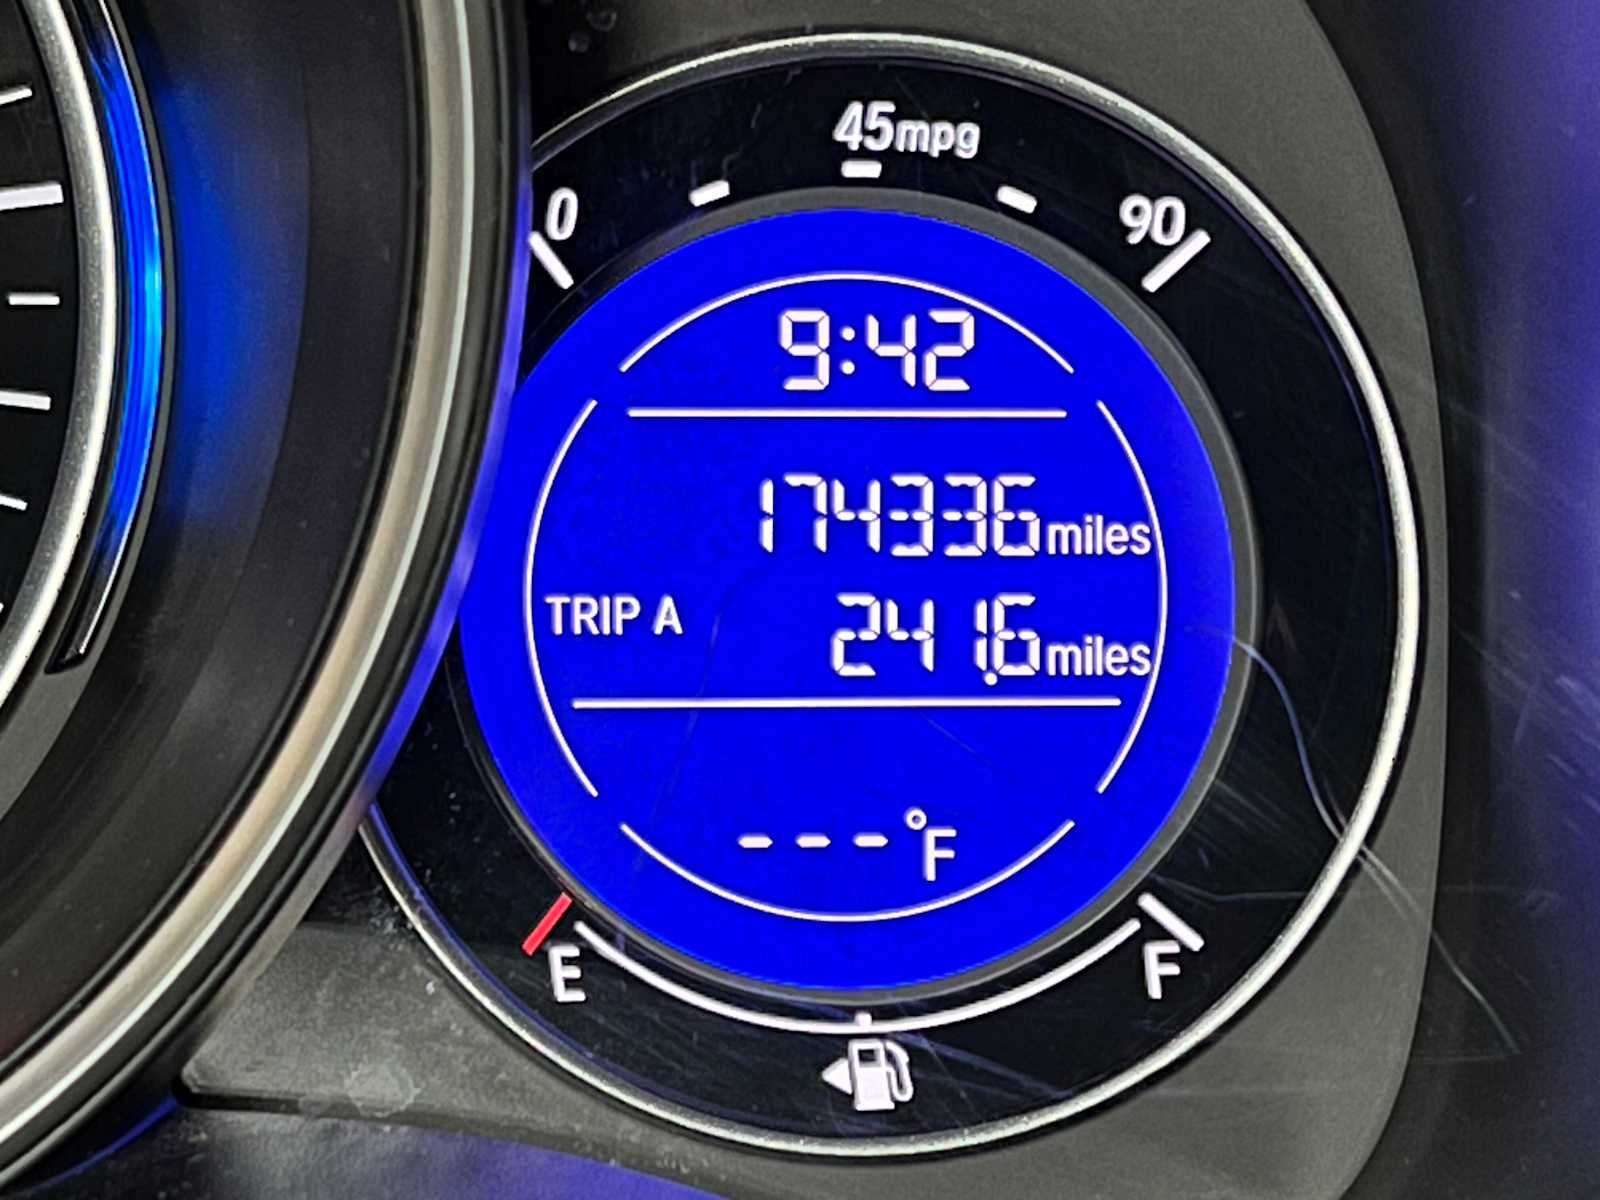 45mpg
0
90
9:42
174336miles
TRIP A 241.6miles
---°F
E
F